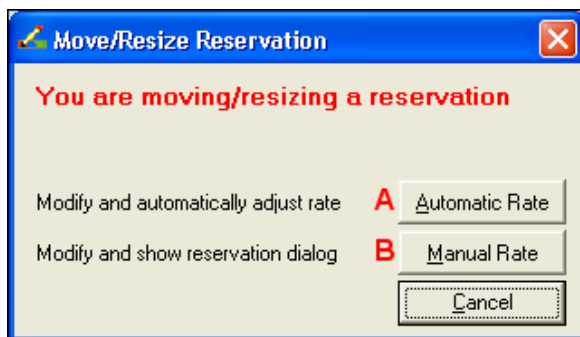 Move/Resize Reservation
You are moving/resizing a reservation
Modify and automatically adjust rate A Automatic Rate
Modify and show reservation dialog B Manual Rate
Cancel